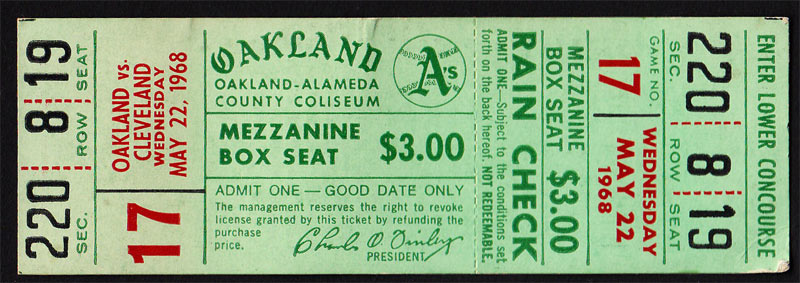 19 SEAT
8 ROW
220 SEC.
OAKLAND vs.
CLEVELAND
WEDNESDAY
MAY 22, 1968
17
OAKLAND
A's
OAKLAND-ALAMEDA
COUNTY COLISEUM
MEZZANINE
BOX SEAT $3.00
ADMIT ONE — GOOD DATE ONLY
The management reserves the right to revoke
license granted by this ticket by refunding the
purchase
price.
Charles O. Finley
PRESIDENT
RAIN CHECK
ADMIT ONE—Subject to the conditions set
forth on the back hereof. NOT REDEEMABLE.
MEZZANINE
BOX SEAT $3.00
GAME NO.
17
WEDNESDAY
MAY 22
1968
SEC. 220
ROW 8
SEAT 19
ENTER LOWER CONCOURSE